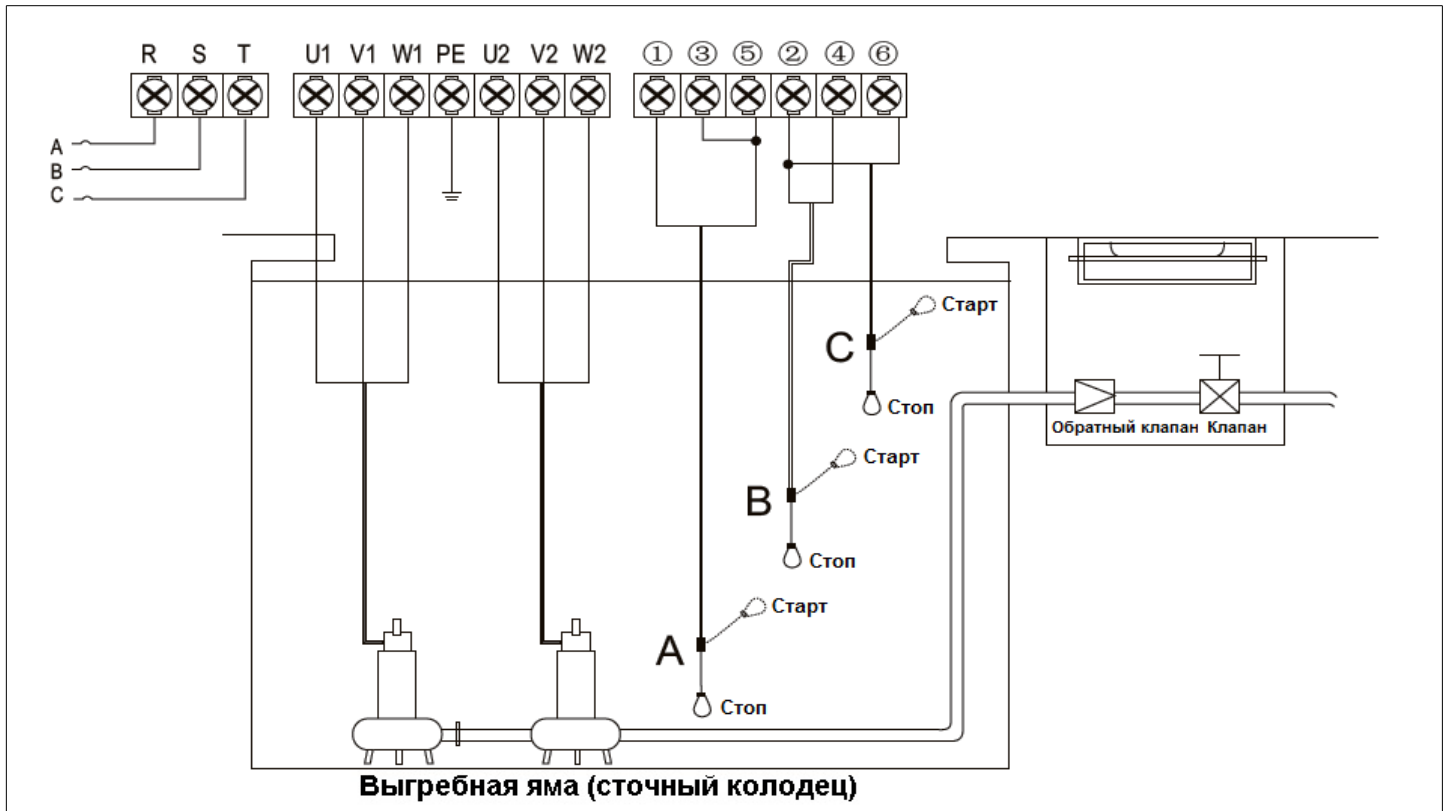 R S T U1 V1 W1 PE U2 V2 W2 ① ③ ⑤ ② ④ ⑥
A
B
C
Старт
C
Стоп
Обратный клапан Клапан
Старт
B
Стоп
Старт
A
Стоп
Выгребная яма (сточный колодец)